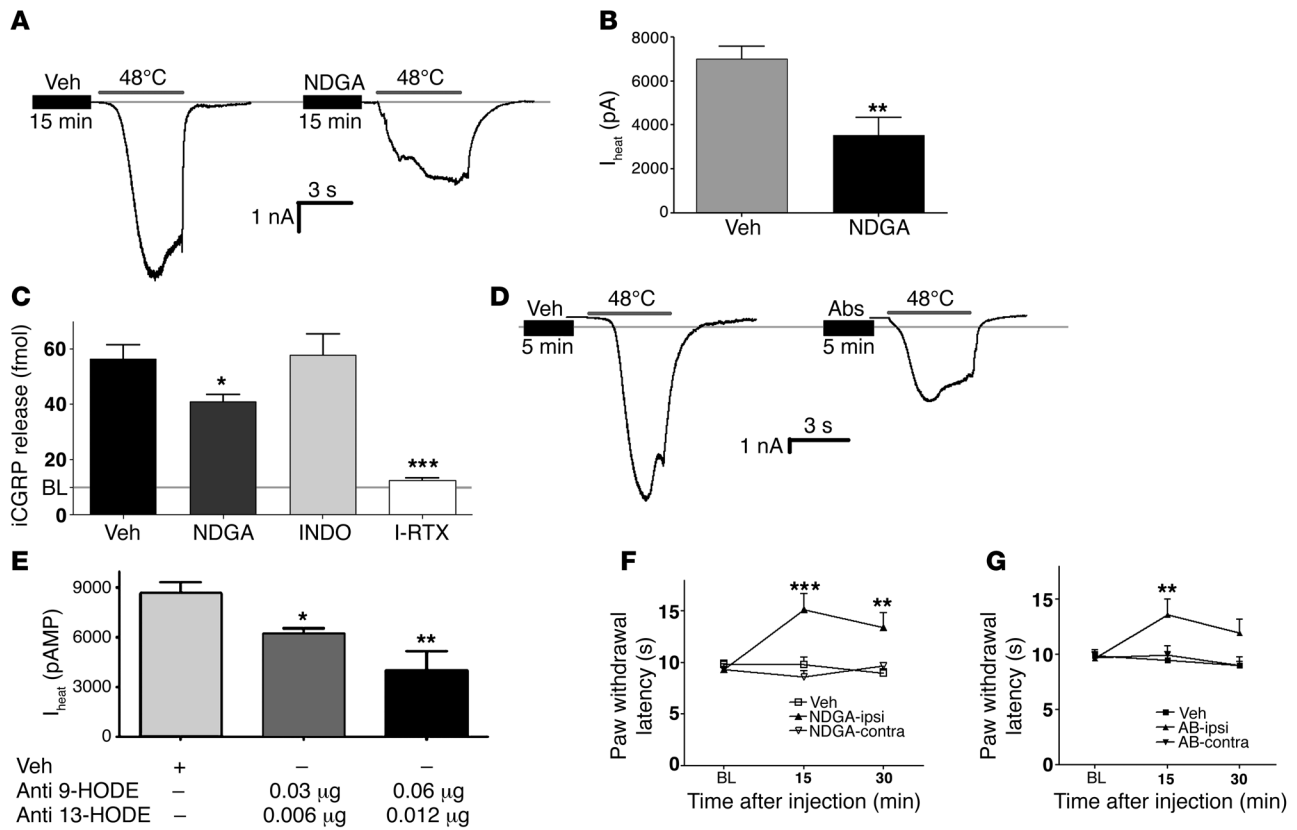 A
Veh
48°C
15 min
NDGA
48°C
15 min
3 s
1 nA
B
8000
6000
4000
2000
0
I heat (pA)
**
Veh
NDGA
C
iCGRP release (fmol)
60
40
20
BL
0
*
***
Veh
NDGA
INDO
I-RTX
D
Veh
48°C
5 min
Abs
48°C
5 min
3 s
1 nA
E
I heat (pAMP)
9000
6000
3000
0
*
**
Veh + – –
Anti 9-HODE – 0.03 µg 0.06 µg
Anti 13-HODE – 0.006 µg 0.012 µg
F
Paw withdrawal
latency (s)
15
10
5
0
***
**
Veh
NDGA-ipsi
NDGA-contra
BL 15 30
Time after injection (min)
G
Paw withdrawal
latency (s)
15
10
15
0
**
Veh
AB-ipsi
AB-contra
BL 15 30
Time after injection (min)